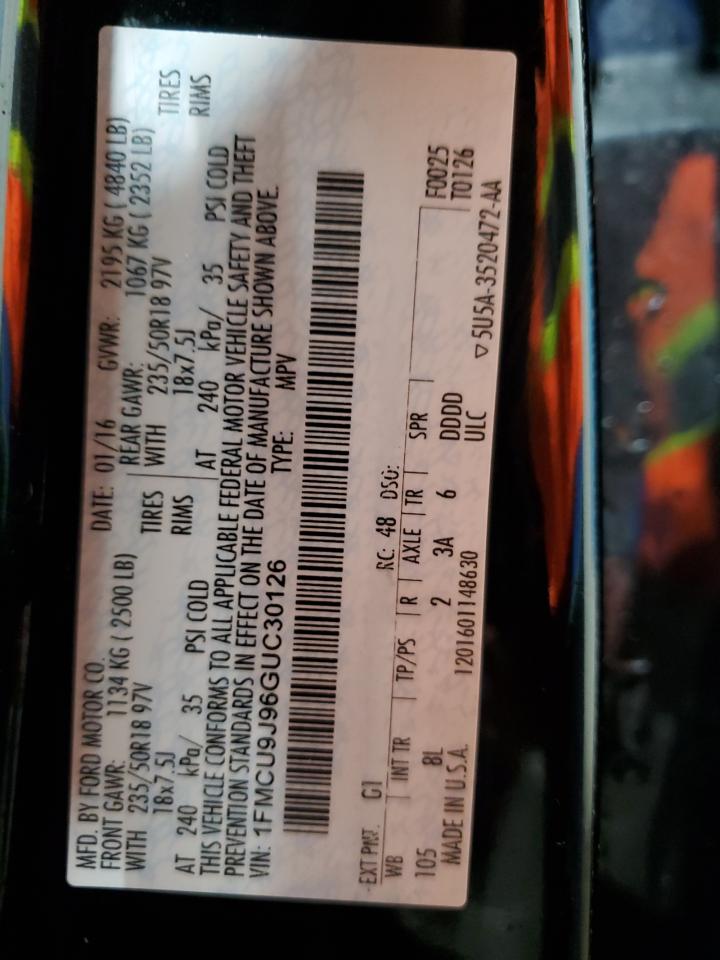 MFD. BY FORD MOTOR CO. DATE: 01/16 GVWR: 2195 KG ( 4840 LB)
FRONT GAWR: 1134 KG ( 2500 LB) REAR GAWR: 1067 KG ( 2352 LB)
WITH 235/50R18 97V TIRES WITH 235/50R18 97V TIRES
18x7.5J RIMS 18x7.5J RIMS
AT 240 kPa/ 35 PSI COLD AT 240 kPa/ 35 PSI COLD
THIS VEHICLE CONFORMS TO ALL APPLICABLE FEDERAL MOTOR VEHICLE SAFETY AND THEFT
PREVENTION STANDARDS IN EFFECT ON THE DATE OF MANUFACTURE SHOWN ABOVE.
VIN: 1FMCU9J96GUC30126 TYPE: MPV
EXT PNT: G1 RC: 48 DSO:
WB INT TR TP/PS R AXLE TR SPR F0025
105 8L 2 3A 6 DDDD T0126
MADE IN U.S.A. 1201601148630 ULC ▽5U5A-3520472-AA